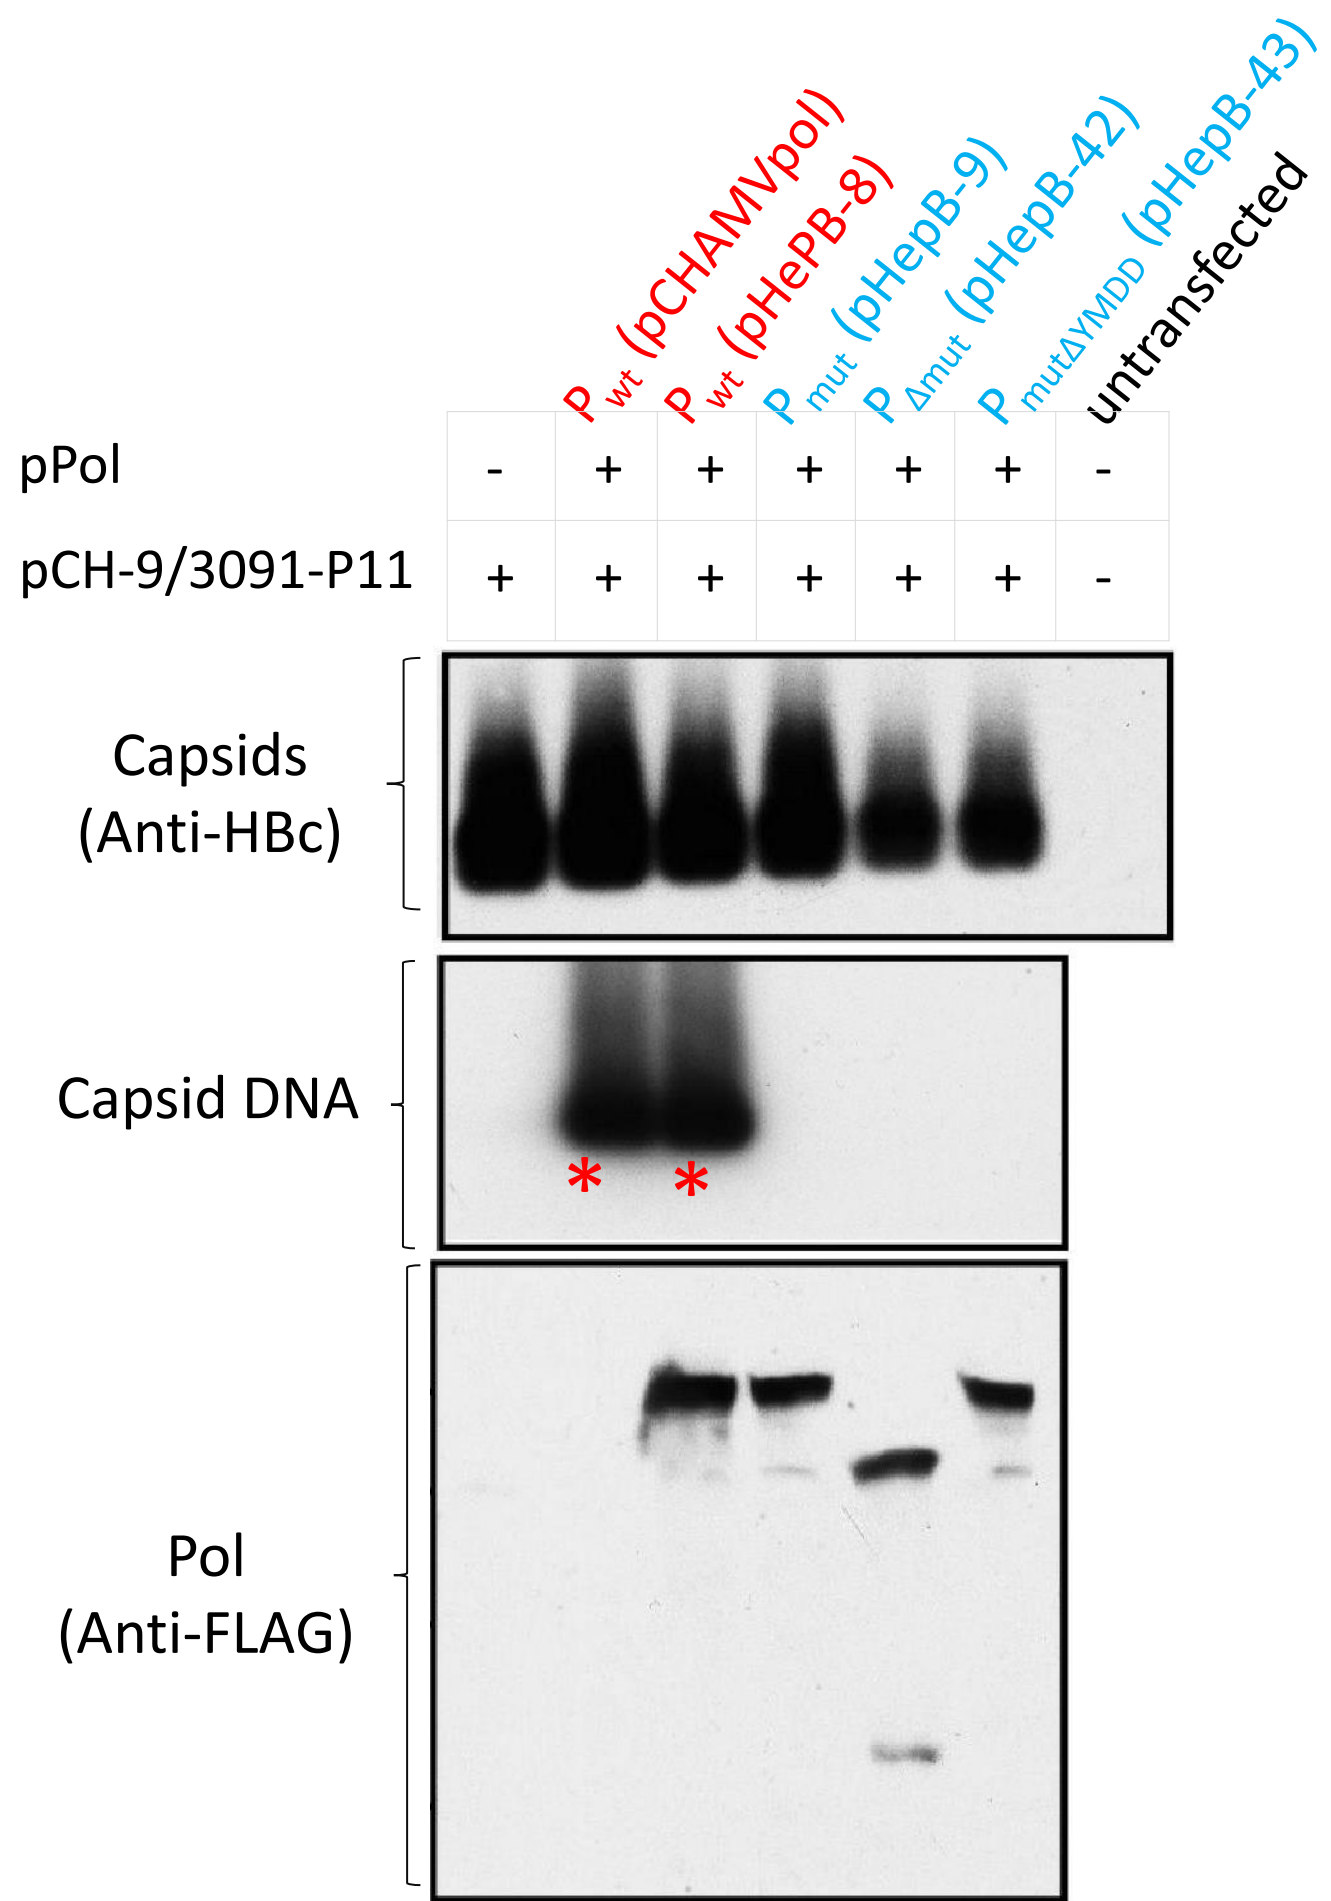 P wt (pCHAMVpol)
P wt (pHePB-8)
P mut (pHepB-9)
P Δmut (pHepB-42)
P mutΔYMDD (pHepB-43)
untransfected
pPol - + + + + + -
pCH-9/3091-P11 + + + + + + -
Capsids
(Anti-HBc)
Capsid DNA
* *
Pol
(Anti-FLAG)